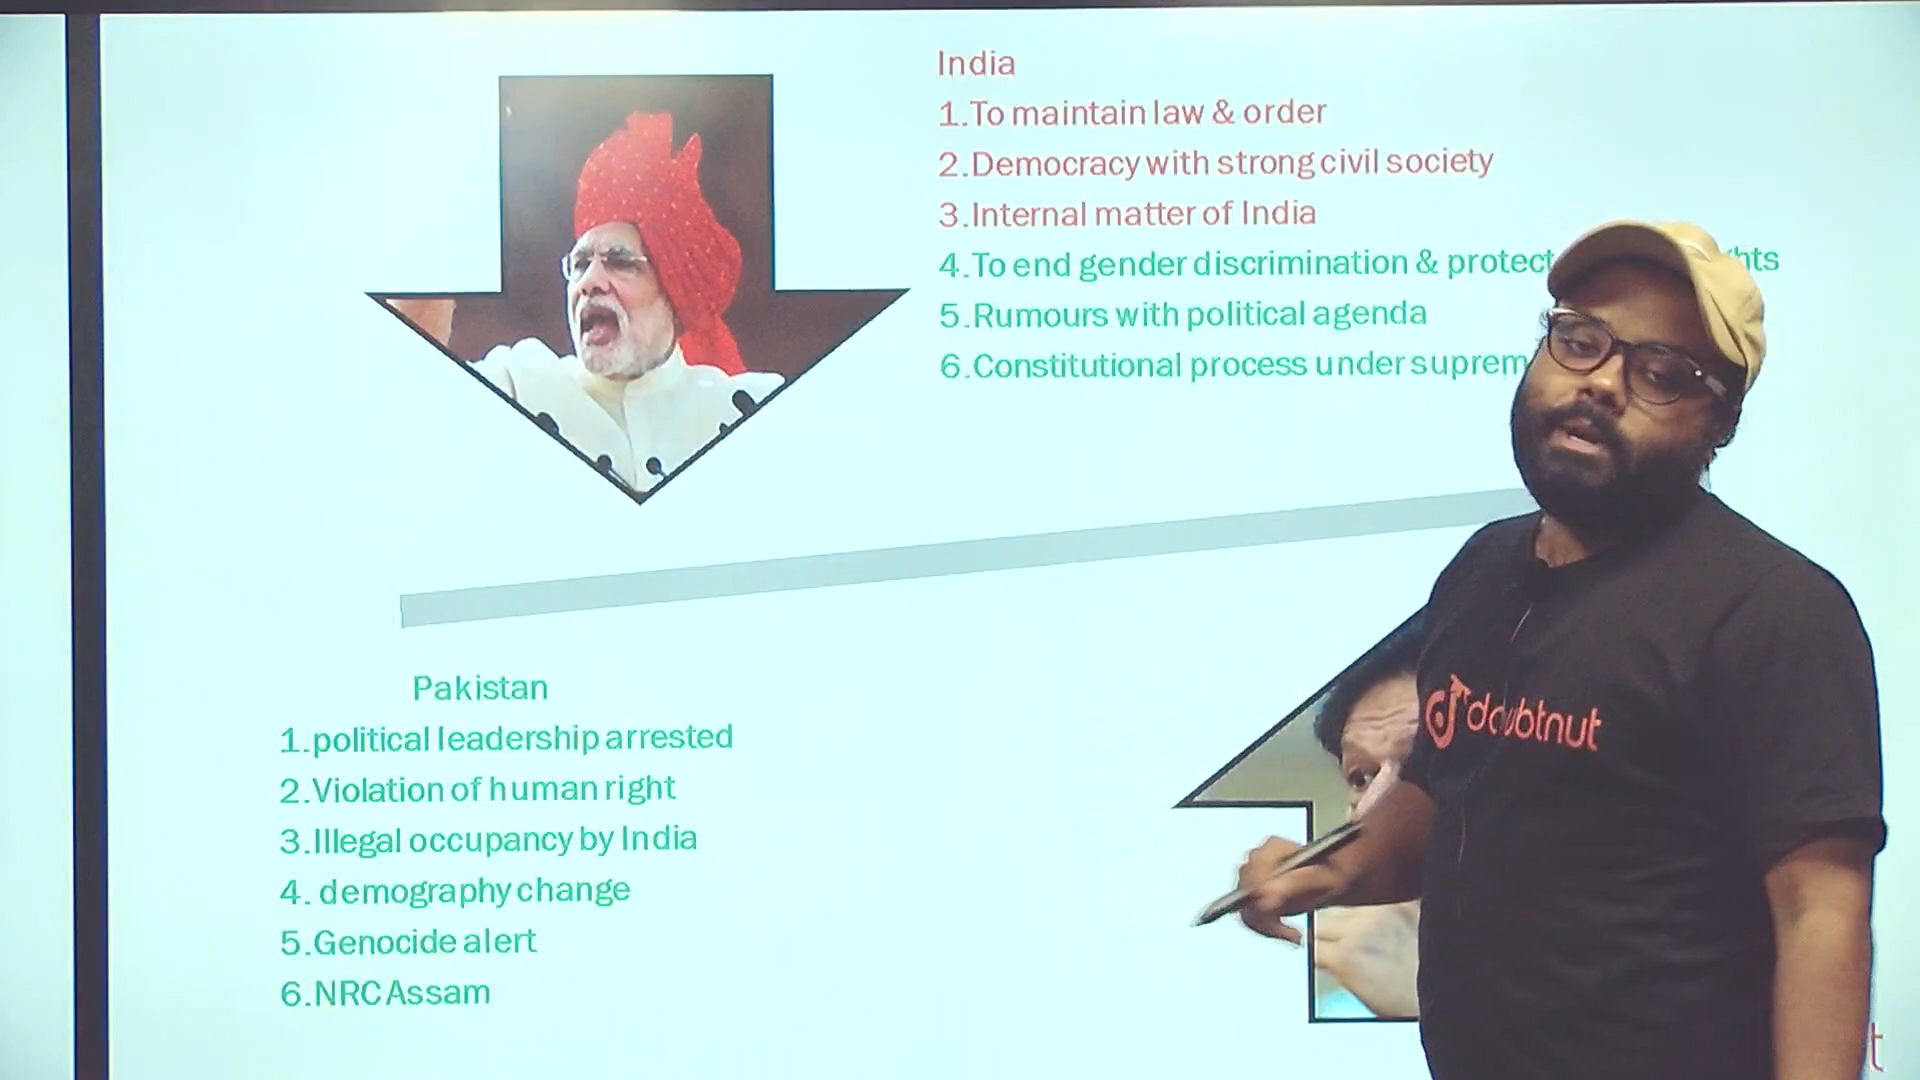 India
1.To maintain law & order
2.Democracy with strong civil society
3.Internal matter of India
4.To end gender discrimination & protect
5.Rumours with political agenda
6.Constitutional process under
Pakistan
1.political leadership arrested
2.Violation of human right
3.Illegal occupancy by India
4. demography change
5.Genocide alert
6.NRC Assam
doubtnut